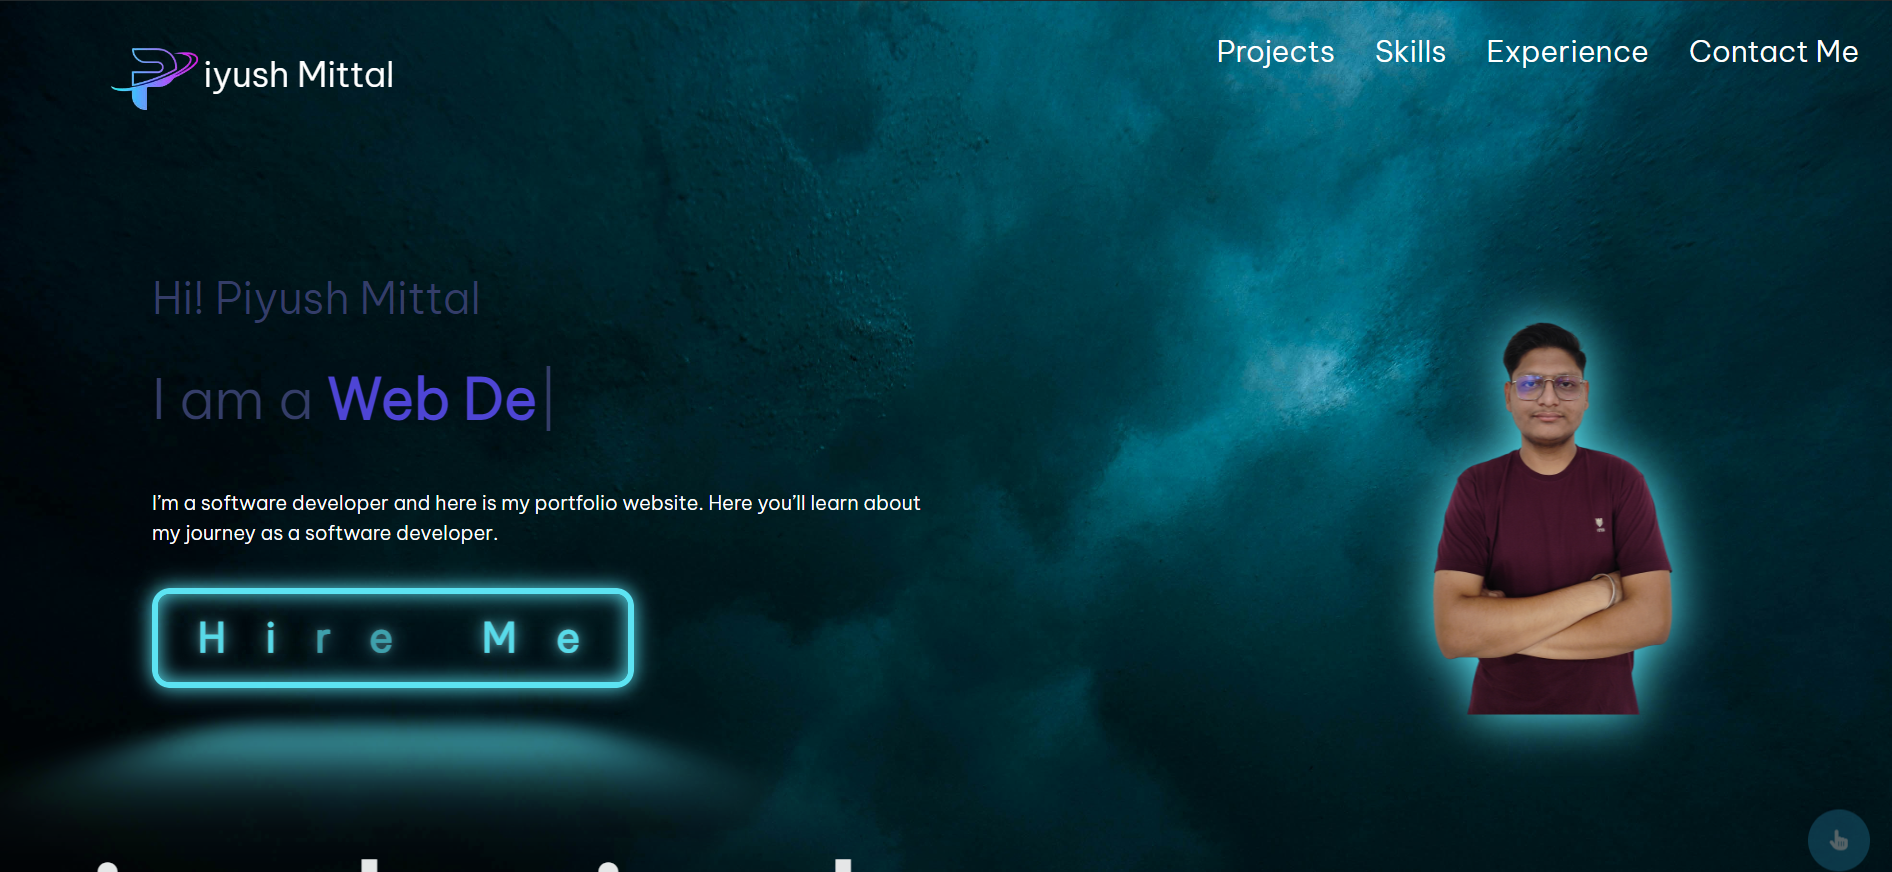 Piyush Mittal
Projects Skills Experience Contact Me
Hi! Piyush Mittal
I am a Web De
I’m a software developer and here is my portfolio website. Here you’ll learn about
my journey as a software developer.
Hire Me